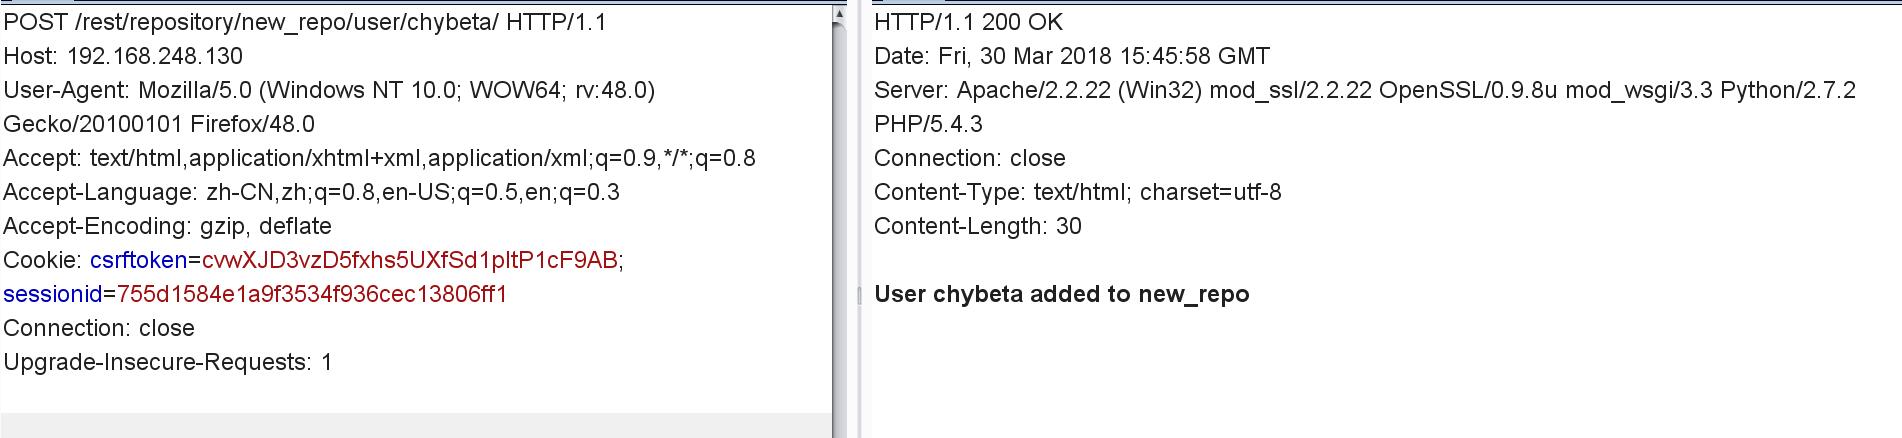 POST /rest/repository/new_repo/user/chybeta/ HTTP/1.1
Host: 192.168.248.130
User-Agent: Mozilla/5.0 (Windows NT 10.0; WOW64; rv:48.0)
Gecko/20100101 Firefox/48.0
Accept: text/html,application/xhtml+xml,application/xml;q=0.9,*/*;q=0.8
Accept-Language: zh-CN,zh;q=0.8,en-US;q=0.5,en;q=0.3
Accept-Encoding: gzip, deflate
Cookie: csrftoken=cvwXJD3vzD5fxhs5UXfSd1pltP1cF9AB;
sessionid=755d1584e1a9f3534f936cec13806ff1
Connection: close
Upgrade-Insecure-Requests: 1
HTTP/1.1 200 OK
Date: Fri, 30 Mar 2018 15:45:58 GMT
Server: Apache/2.2.22 (Win32) mod_ssl/2.2.22 OpenSSL/0.9.8u mod_wsgi/3.3 Python/2.7.2
PHP/5.4.3
Connection: close
Content-Type: text/html; charset=utf-8
Content-Length: 30
User chybeta added to new_repo